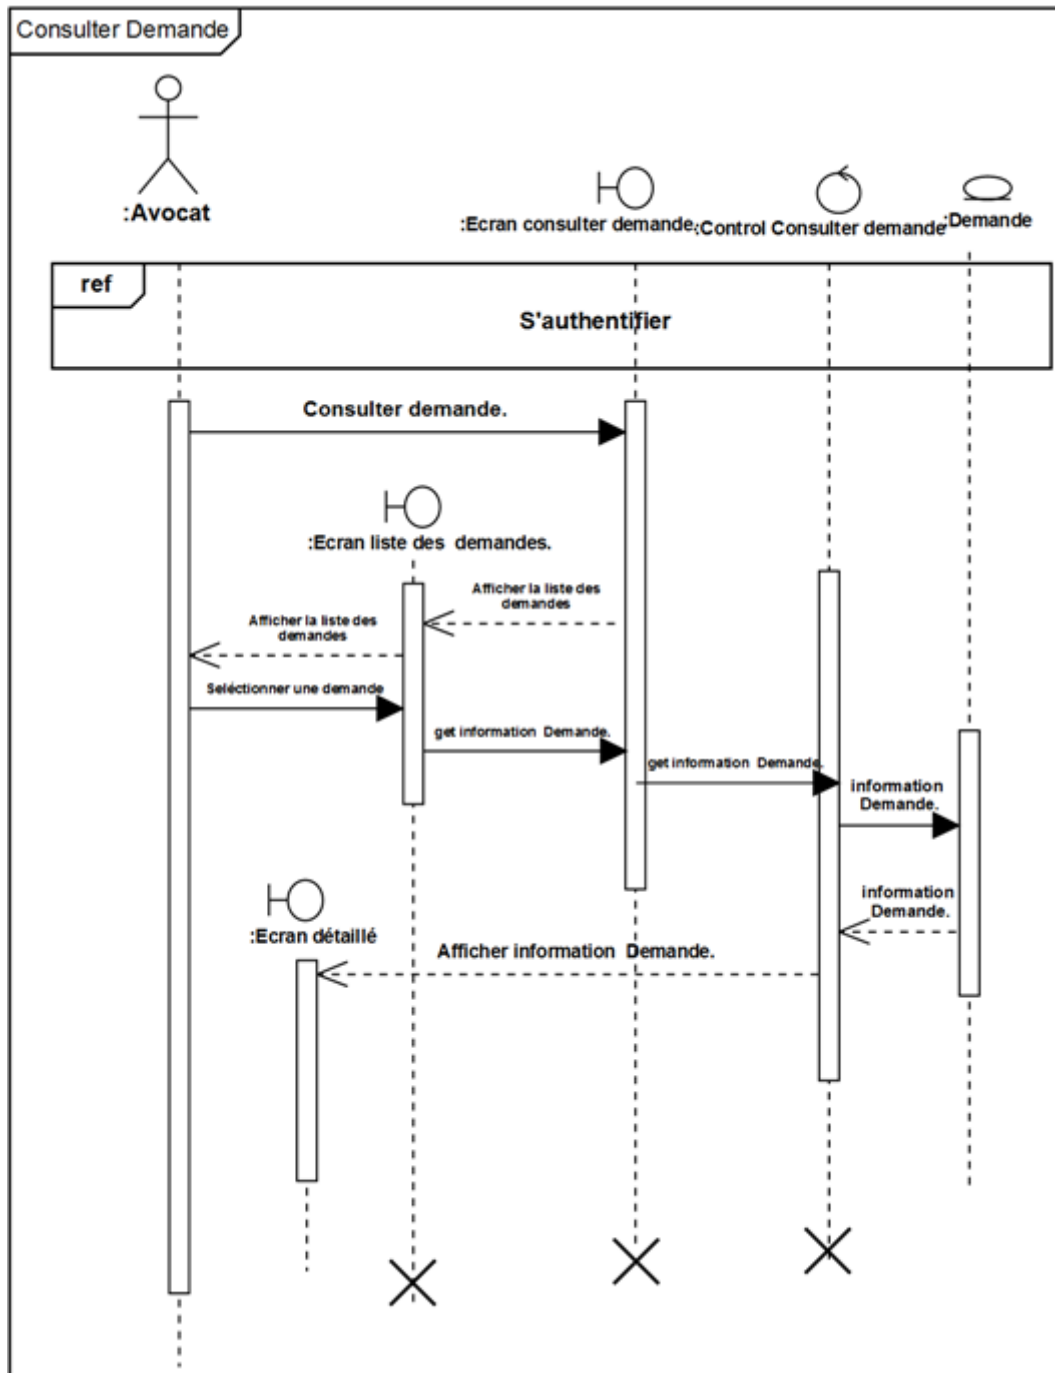 Consulter Demande
:Avocat
:Ecran consulter demande.
:Control Consulter demande
:Demande
ref
S'authentifier
Consulter demande.
:Ecran liste des demandes.
Afficher la liste des
demandes
Afficher la liste des
demandes
Seléctionner une demande
get information Demande.
get information Demande.
information
Demande.
information
Demande.
:Ecran détaillé
Afficher information Demande.